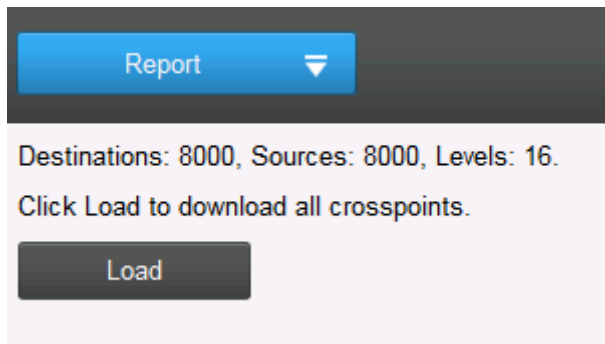 Report
Destinations: 8000, Sources: 8000, Levels: 16.
Click Load to download all crosspoints.
Load